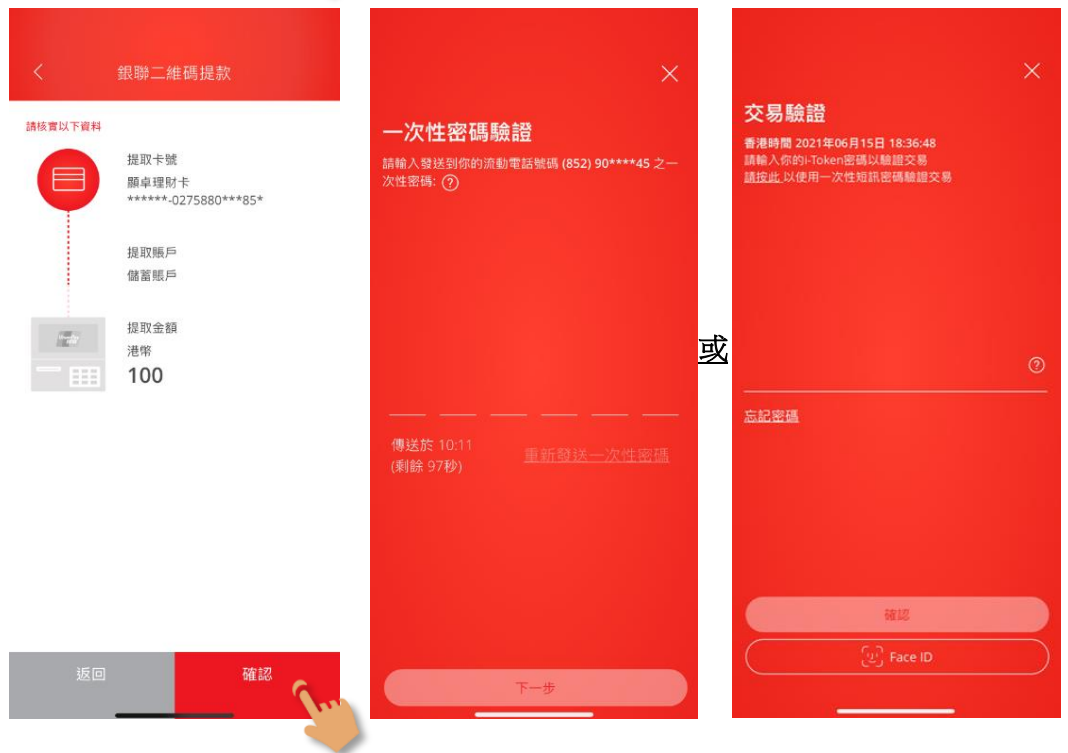 銀聯二維碼提款
請核實以下資料
提取卡號
顯卓理財卡
******-0275880***85*
提取賬戶
儲蓄賬戶
提取金額
港幣
100
返回
確認
一次性密碼驗證
請輸入發送到你的流動電話號碼 (852) 90****45 之一
次性密碼: ?
傳送於 10:11
(剩餘 97秒)
重新發送一次性密碼
下一步
或
交易驗證
香港時間 2021年06月15日 18:36:48
請輸入你的i-Token密碼以驗證交易
請按此 以使用一次性短訊密碼驗證交易
?
忘記密碼
確認
Face ID